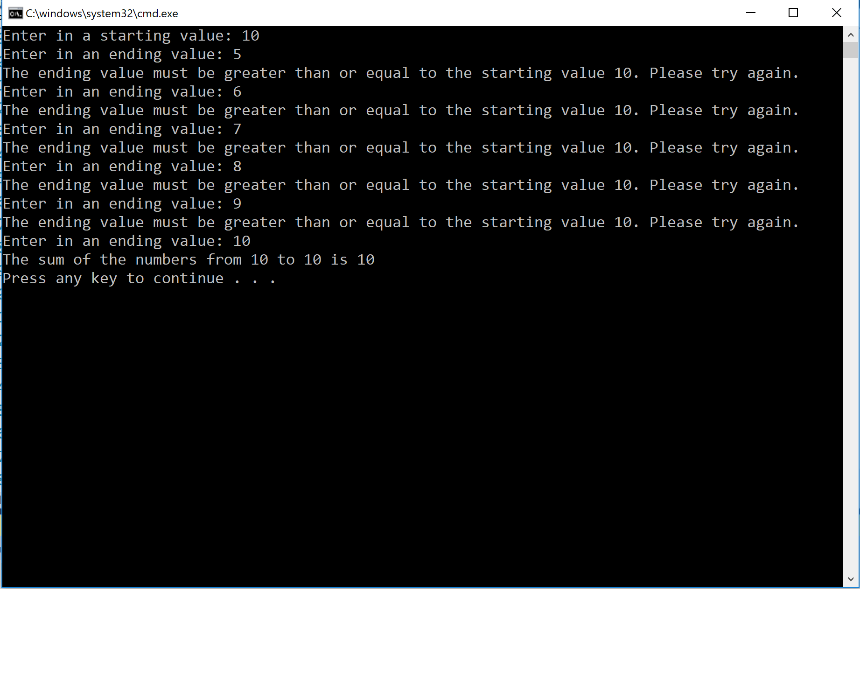 C:\windows\system32\cmd.exe
Enter in a starting value: 10
Enter in an ending value: 5
The ending value must be greater than or equal to the starting value 10. Please try again.
Enter in an ending value: 6
The ending value must be greater than or equal to the starting value 10. Please try again.
Enter in an ending value: 7
The ending value must be greater than or equal to the starting value 10. Please try again.
Enter in an ending value: 8
The ending value must be greater than or equal to the starting value 10. Please try again.
Enter in an ending value: 9
The ending value must be greater than or equal to the starting value 10. Please try again.
Enter in an ending value: 10
The sum of the numbers from 10 to 10 is 10
Press any key to continue . . .